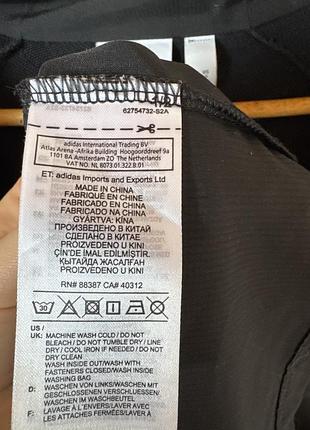 62754732-S2A
adidas International Trading BV
Atlas Arena -Afrika Building Hoogoorddreef 9a
1101 BA Amsterdam ZO The Netherlands
VAT No. NL 8073.01.322.B.01
ET: adidas Imports and Exports Ltd
MADE IN CHINA
FABRIQUÉ EN CHINE
FABRICADO EN CHINA
FABRICADO NA CHINA
GYÁRTVA: KÍNA
ПРОИЗВЕДЕНО В КИТАЕ
СДЕЛАНО В КИТАЕ
PROIZVEDENO U KINI
ÇİN'DE İMAL EDİLMİŞTİR.
ҚЫТАЙДА ЖАСАЛҒАН
PROIZVEDENO U KINI
RN# 88387 CA# 40312
30
US /
UK: MACHINE WASH COLD / DO NOT
BLEACH / DO NOT TUMBLE DRY / LINE
DRY / COOL IRON IF NEEDED / DO NOT
DRY CLEAN
WASH INSIDE OUT/WASH WITH
FASTENERS CLOSED/WASH INSIDE
WASHING BAG
D: WASCHEN VON LINKS/WASCHEN MIT
F: LAVAGE À L'ENVERS/LAVER AVEC
LES ATTACHES FERMÉES/LAVER DANS